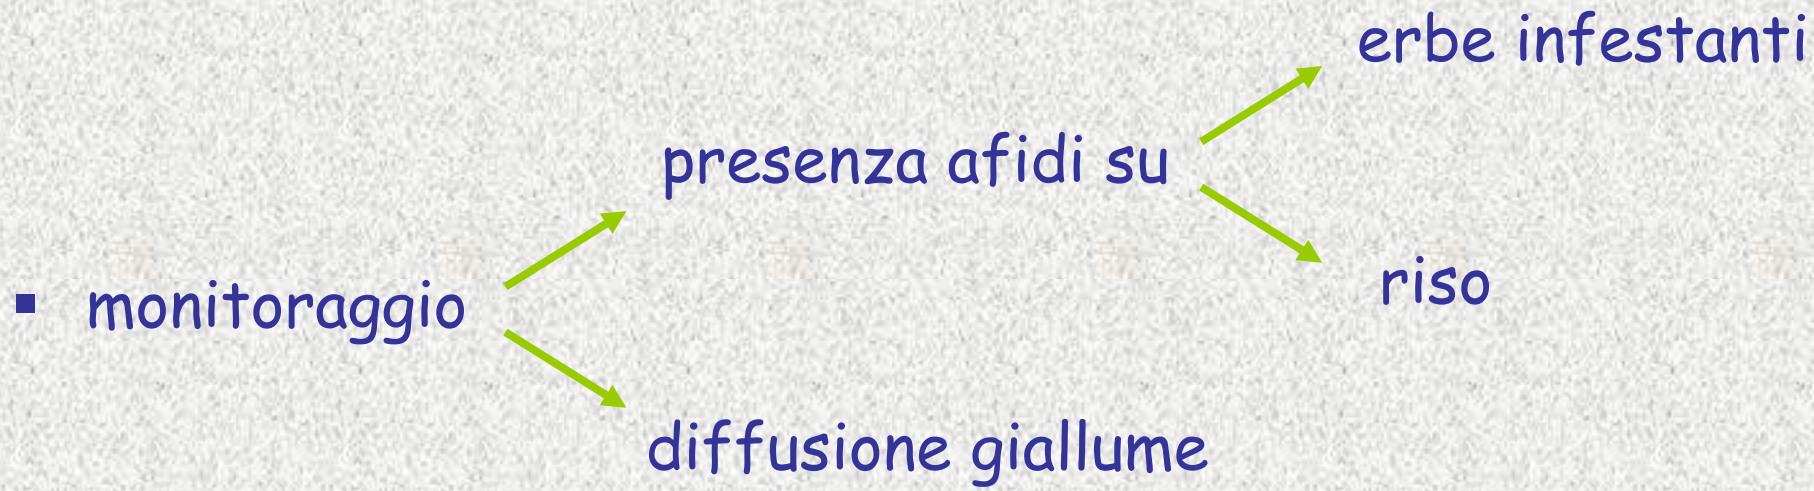 erbe infestanti
presenza afidi su
riso
▪ monitoraggio
diffusione giallume